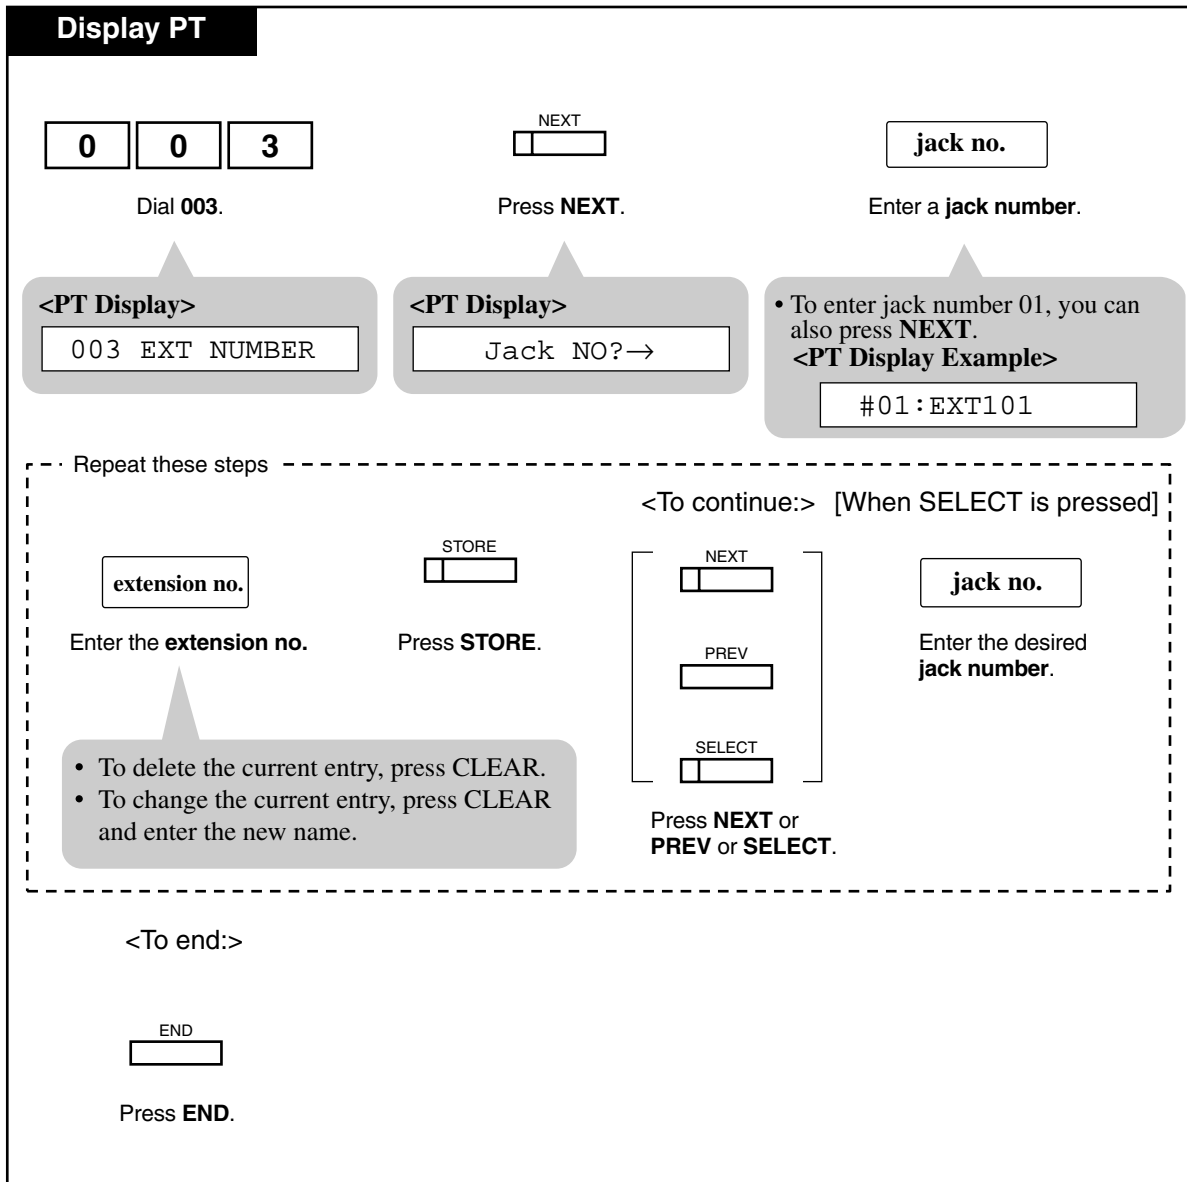 Display PT
0 0 3
NEXT
jack no.
Dial 003.
Press NEXT.
Enter a jack number.
<PT Display>
003 EXT NUMBER
<PT Display>
Jack NO?→
• To enter jack number 01, you can
also press NEXT.
<PT Display Example>
#01:EXT101
Repeat these steps
<To continue:> [When SELECT is pressed]
extension no.
STORE
NEXT
jack no.
Enter the extension no.
Press STORE.
PREV
Enter the desired
jack number.
SELECT
• To delete the current entry, press CLEAR.
• To change the current entry, press CLEAR
and enter the new name.
Press NEXT or
PREV or SELECT.
<To end:>
END
Press END.